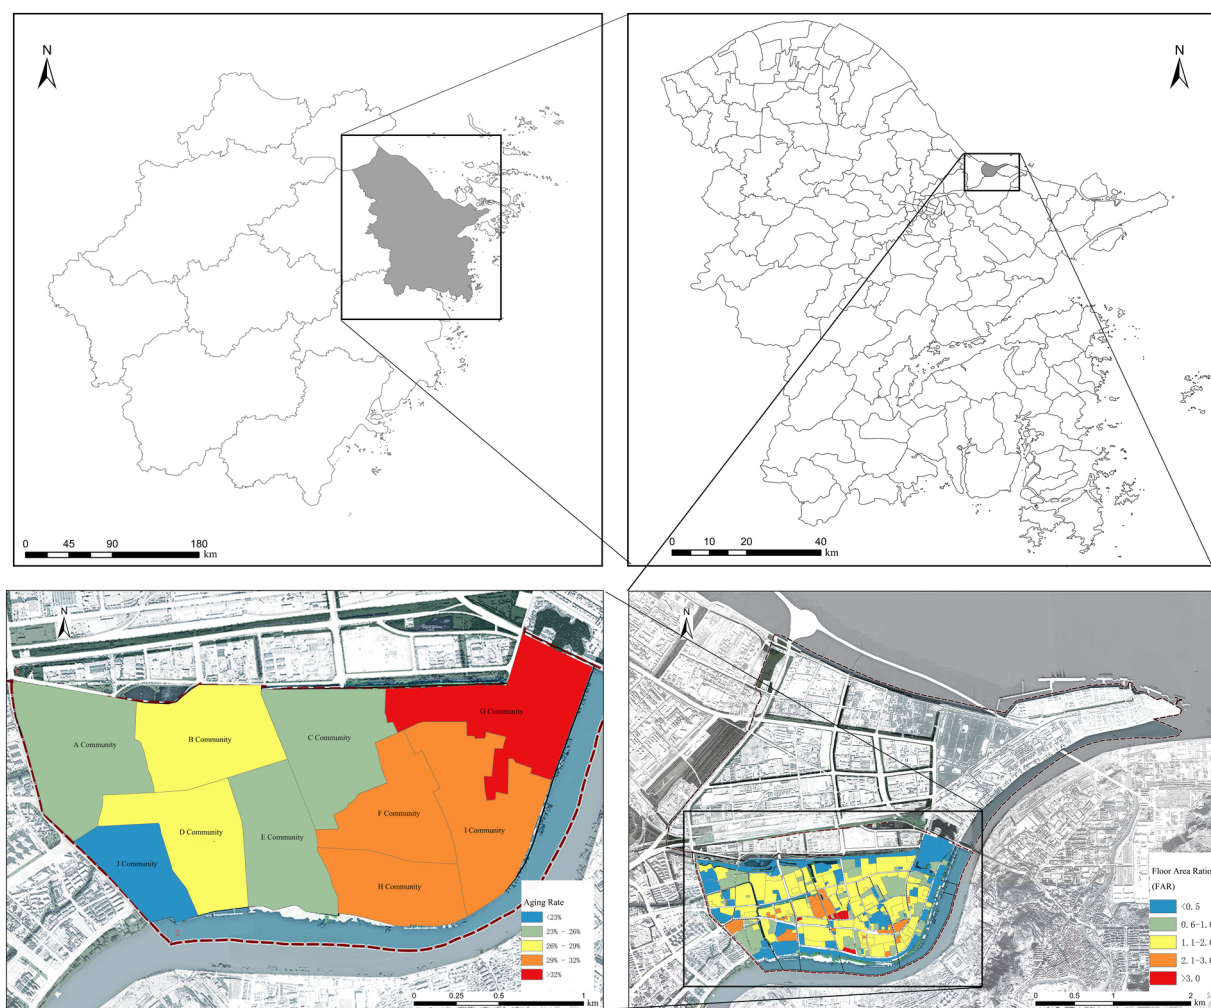 N
0 45 90 180
km
N
0 10 20 40
km
N
A Community
B Community
C Community
G Community
D Community
E Community
F Community
I Community
J Community
H Community
Aging Rate
<23%
23% - 26%
26% - 29%
29% - 32%
>32%
0 0.25 0.5 1
km
N
Floor Area Ratio
(FAR)
<0.5
>3.0
0 0.5 1 2
km